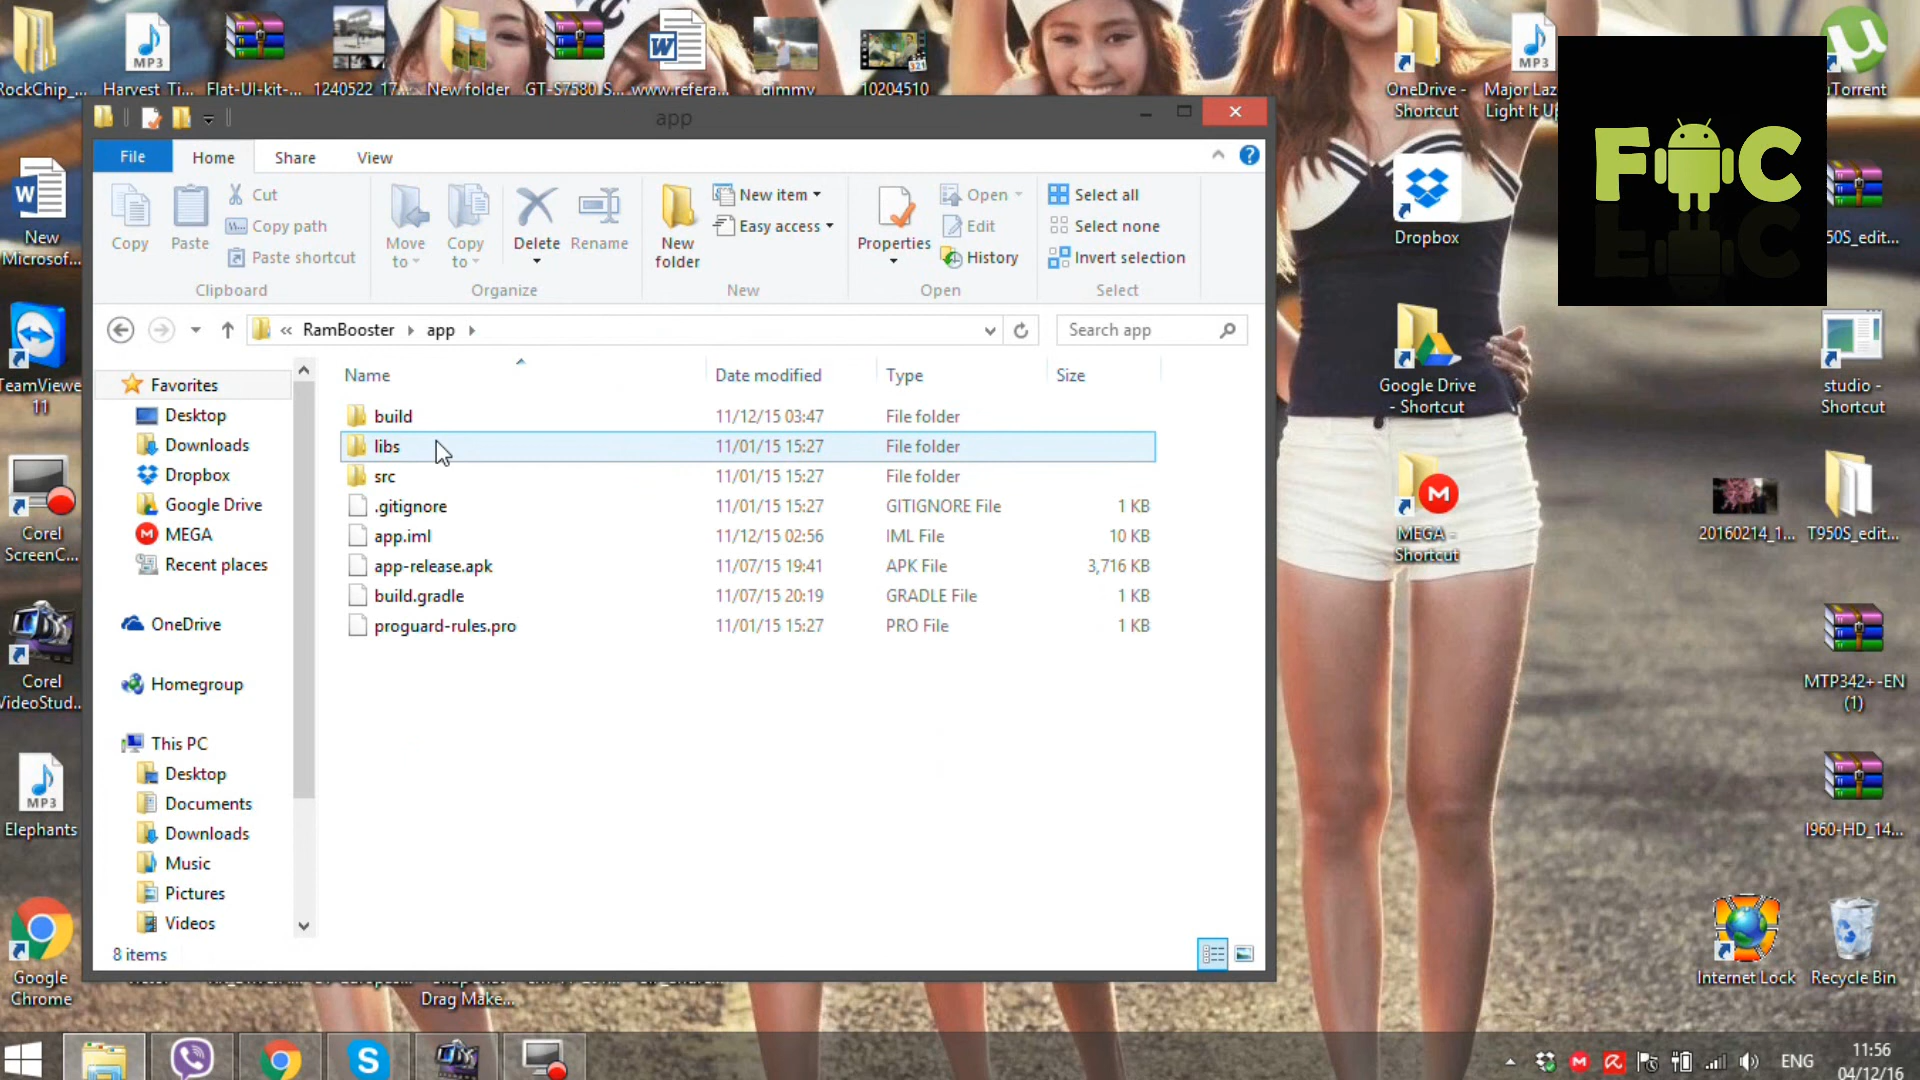 RockChip_...
Harvest Ti...
Flat-UI-kit-...
1240522_17...
New folder
GT-S7580_S...
www.refera...
dimmy
10204510
OneDrive -
Shortcut
Major Laz
Light It Up
uTorrent
F C
app
File
Home
Share
View
Copy
Paste
Cut
Copy path
Paste shortcut
Clipboard
Move
to
Copy
to
Delete
Rename
Organize
New
folder
New item
Easy access
New
Properties
Open
Edit
History
Open
Select all
Select none
Invert selection
Select
« RamBooster
app
Search app
Name
Date modified
Type
Size
build 11/12/15 03:47 File folder
libs 11/01/15 15:27 File folder
src 11/01/15 15:27 File folder
.gitignore 11/01/15 15:27 GITIGNORE File 1 KB
app.iml 11/12/15 02:56 IML File 10 KB
app-release.apk 11/07/15 19:41 APK File 3,716 KB
build.gradle 11/07/15 20:19 GRADLE File 1 KB
proguard-rules.pro 11/01/15 15:27 PRO File 1 KB
Favorites
Desktop
Downloads
Dropbox
Google Drive
MEGA
Recent places
OneDrive
Homegroup
This PC
Desktop
Documents
Downloads
Music
Pictures
Videos
8 items
New
Microsof...
TeamViewe
11
Corel
ScreenC...
Corel
VideoStud...
MP3
Elephants
Google
Chrome
Drag Make...
Dropbox
50S_edit...
Google Drive
- Shortcut
studio -
Shortcut
MEGA -
Shortcut
20160214_1...
T950S_edit...
MTP342+-EN
(1)
I960-HD_14...
Internet Lock
Recycle Bin
ENG
11:56
04/12/16